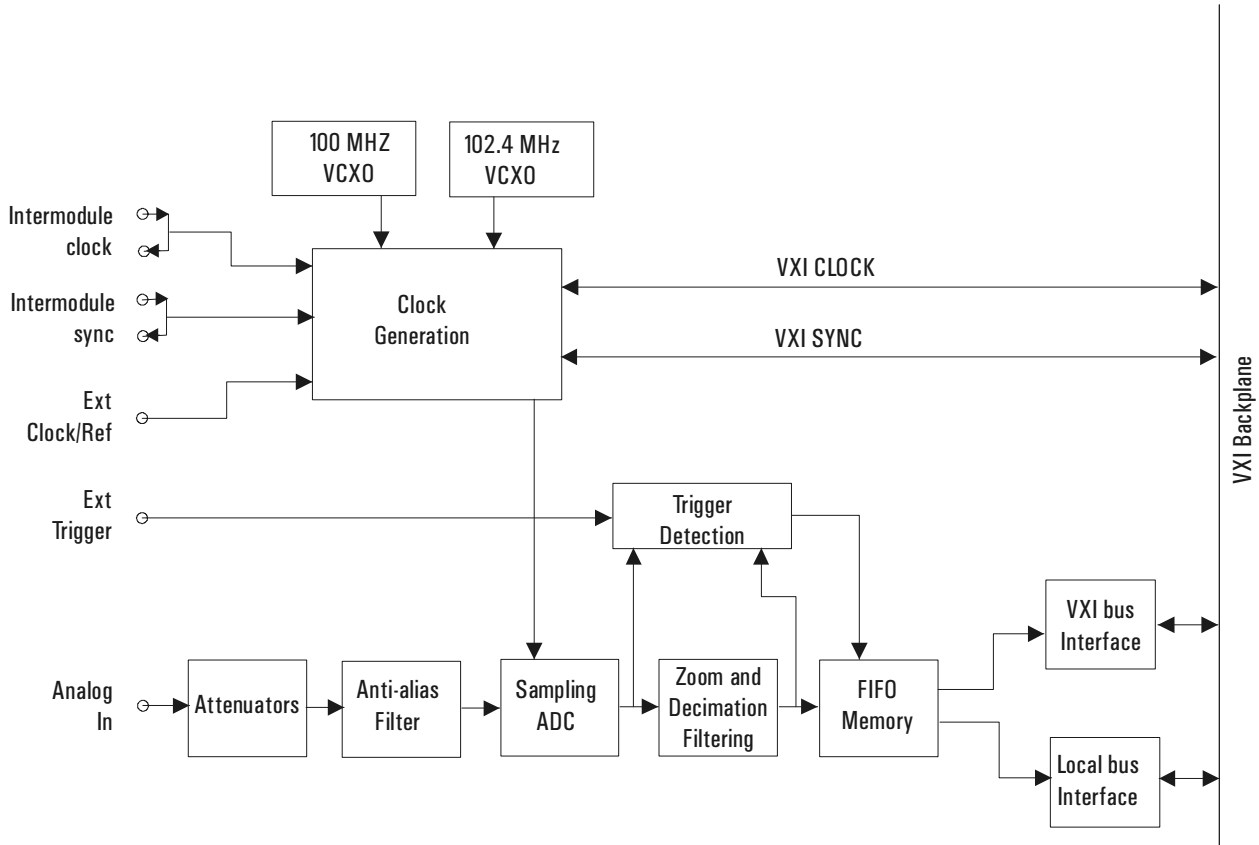 100 MHZ
VCXO
102.4 MHz
VCXO
Intermodule
clock
Intermodule
sync
Ext
Clock/Ref
Clock
Generation
VXI CLOCK
VXI SYNC
VXI Backplane
Ext
Trigger
Trigger
Detection
Analog
In
Attenuators
Anti-alias
Filter
Sampling
ADC
Zoom and
Decimation
Filtering
FIFO
Memory
VXI bus
Interface
Local bus
Interface